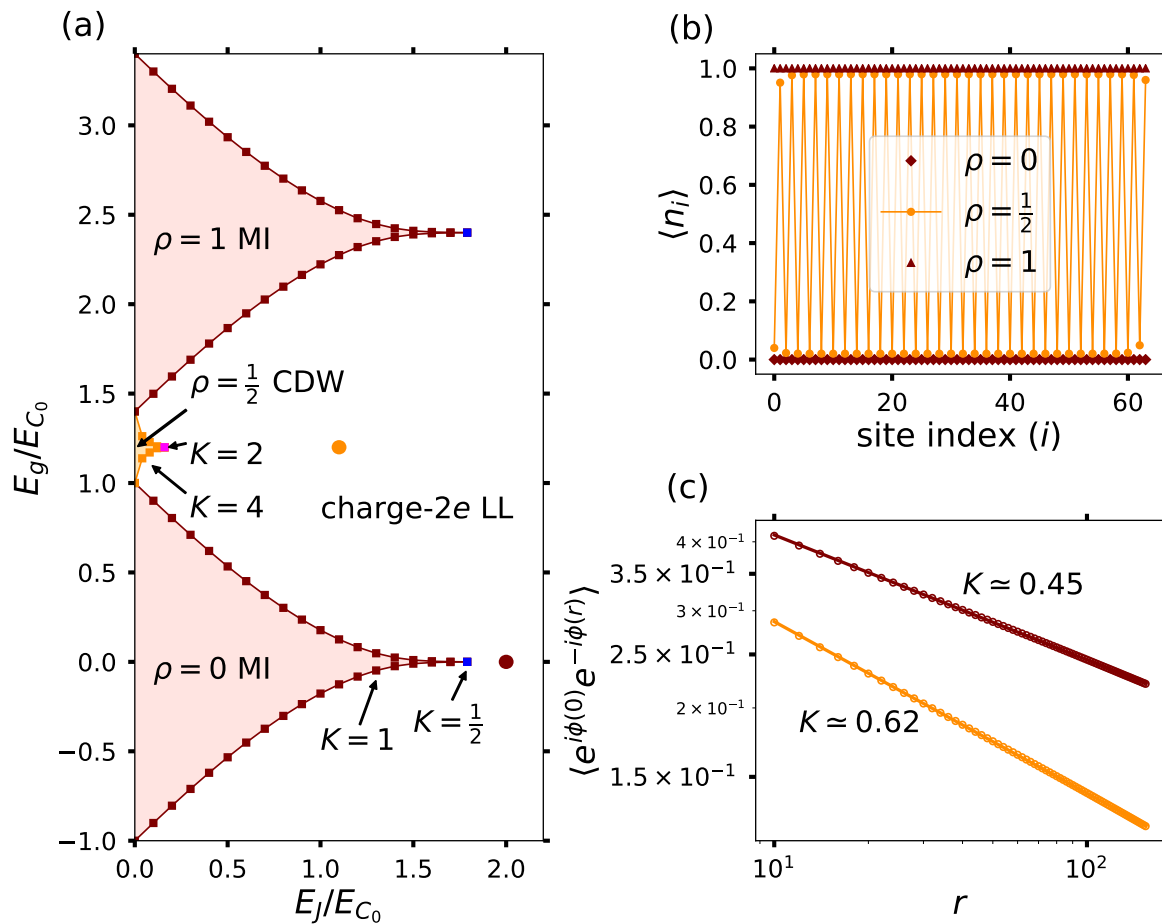 (a)
3.0
2.5
2.0
1.5
1.0
0.5
0.0
−0.5
−1.0
E_g/E_{C_0}
0.0 0.5 1.0 1.5 2.0
E_J/E_{C_0}
ρ = 1 MI
ρ = 1/2 CDW
K = 2
K = 4
charge-2e LL
ρ = 0 MI
K = 1
K = 1/2
(b)
1.0
0.8
0.6
0.4
0.2
0.0
⟨n_i⟩
ρ = 0
ρ = 1/2
ρ = 1
0 20 40 60
site index (i)
(c)
4 × 10^{−1}
3.5 × 10^{−1}
3 × 10^{−1}
2.5 × 10^{−1}
2 × 10^{−1}
1.5 × 10^{−1}
⟨e^{iϕ(0)}e^{−iϕ(r)}⟩
K ≃ 0.45
K ≃ 0.62
10^1 10^2
r